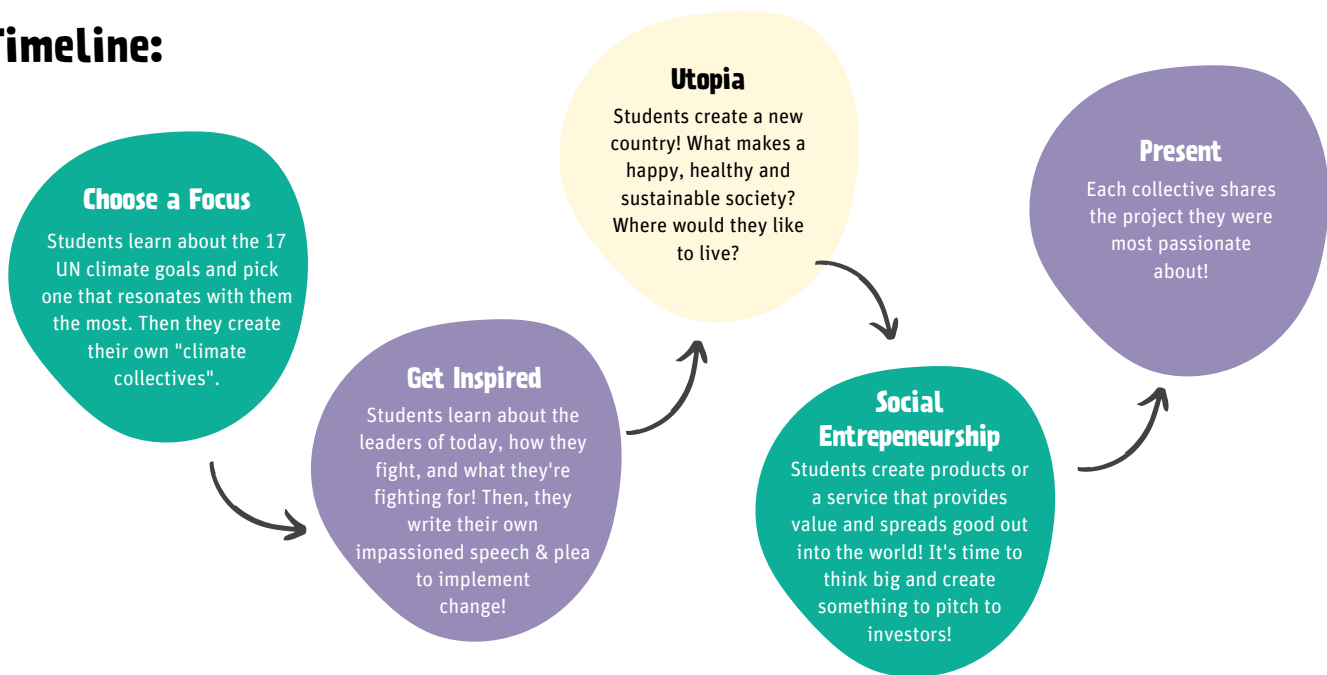 Timeline:
Choose a Focus
Students learn about the 17
UN climate goals and pick
one that resonates with them
the most. Then they create
their own "climate
collectives".
Get Inspired
Students learn about the
leaders of today, how they
fight, and what they're
fighting for! Then, they
write their own
impassioned speech & plea
to implement
change!
Utopia
Students create a new
country! What makes a
happy, healthy and
sustainable society?
Where would they like
to live?
Social
Entrepeneurship
Students create products or
a service that provides
value and spreads good out
into the world! It's time to
think big and create
something to pitch to
investors!
Present
Each collective shares
the project they were
most passionate
about!